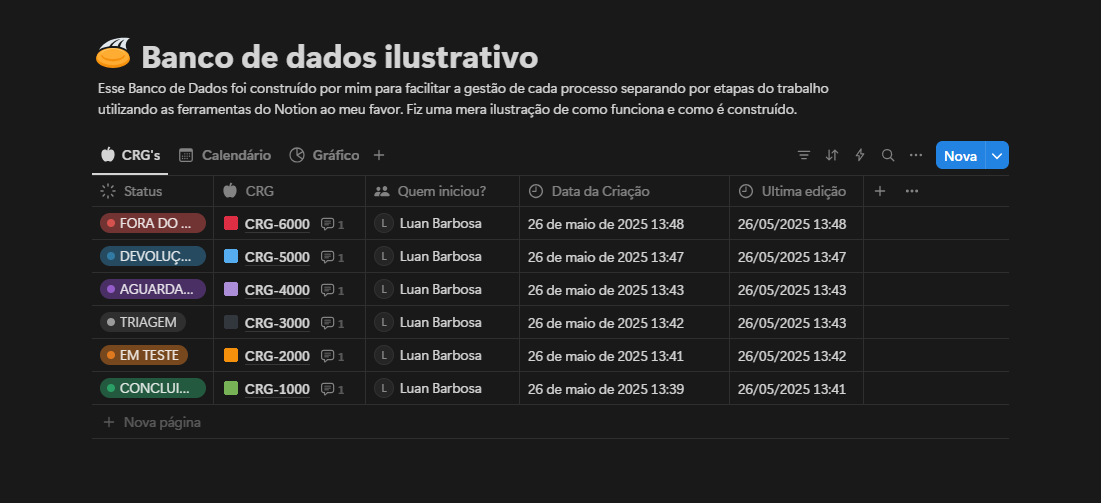 Banco de dados ilustrativo
Esse Banco de Dados foi construído por mim para facilitar a gestão de cada processo separando por etapas do trabalho
utilizando as ferramentas do Notion ao meu favor. Fiz uma mera ilustração de como funciona e como é construído.
CRG's Calendário Gráfico Nova
Status CRG Quem iniciou? Data da Criação Ultima edição
FORA DO ... CRG-6000 1 L Luan Barbosa 26 de maio de 2025 13:48 26/05/2025 13:48
DEVOLUÇ... CRG-5000 1 L Luan Barbosa 26 de maio de 2025 13:47 26/05/2025 13:47
AGUARDA... CRG-4000 1 L Luan Barbosa 26 de maio de 2025 13:43 26/05/2025 13:43
TRIAGEM CRG-3000 1 L Luan Barbosa 26 de maio de 2025 13:42 26/05/2025 13:43
EM TESTE CRG-2000 1 L Luan Barbosa 26 de maio de 2025 13:41 26/05/2025 13:42
CONCLUI... CRG-1000 1 L Luan Barbosa 26 de maio de 2025 13:39 26/05/2025 13:41
Nova página